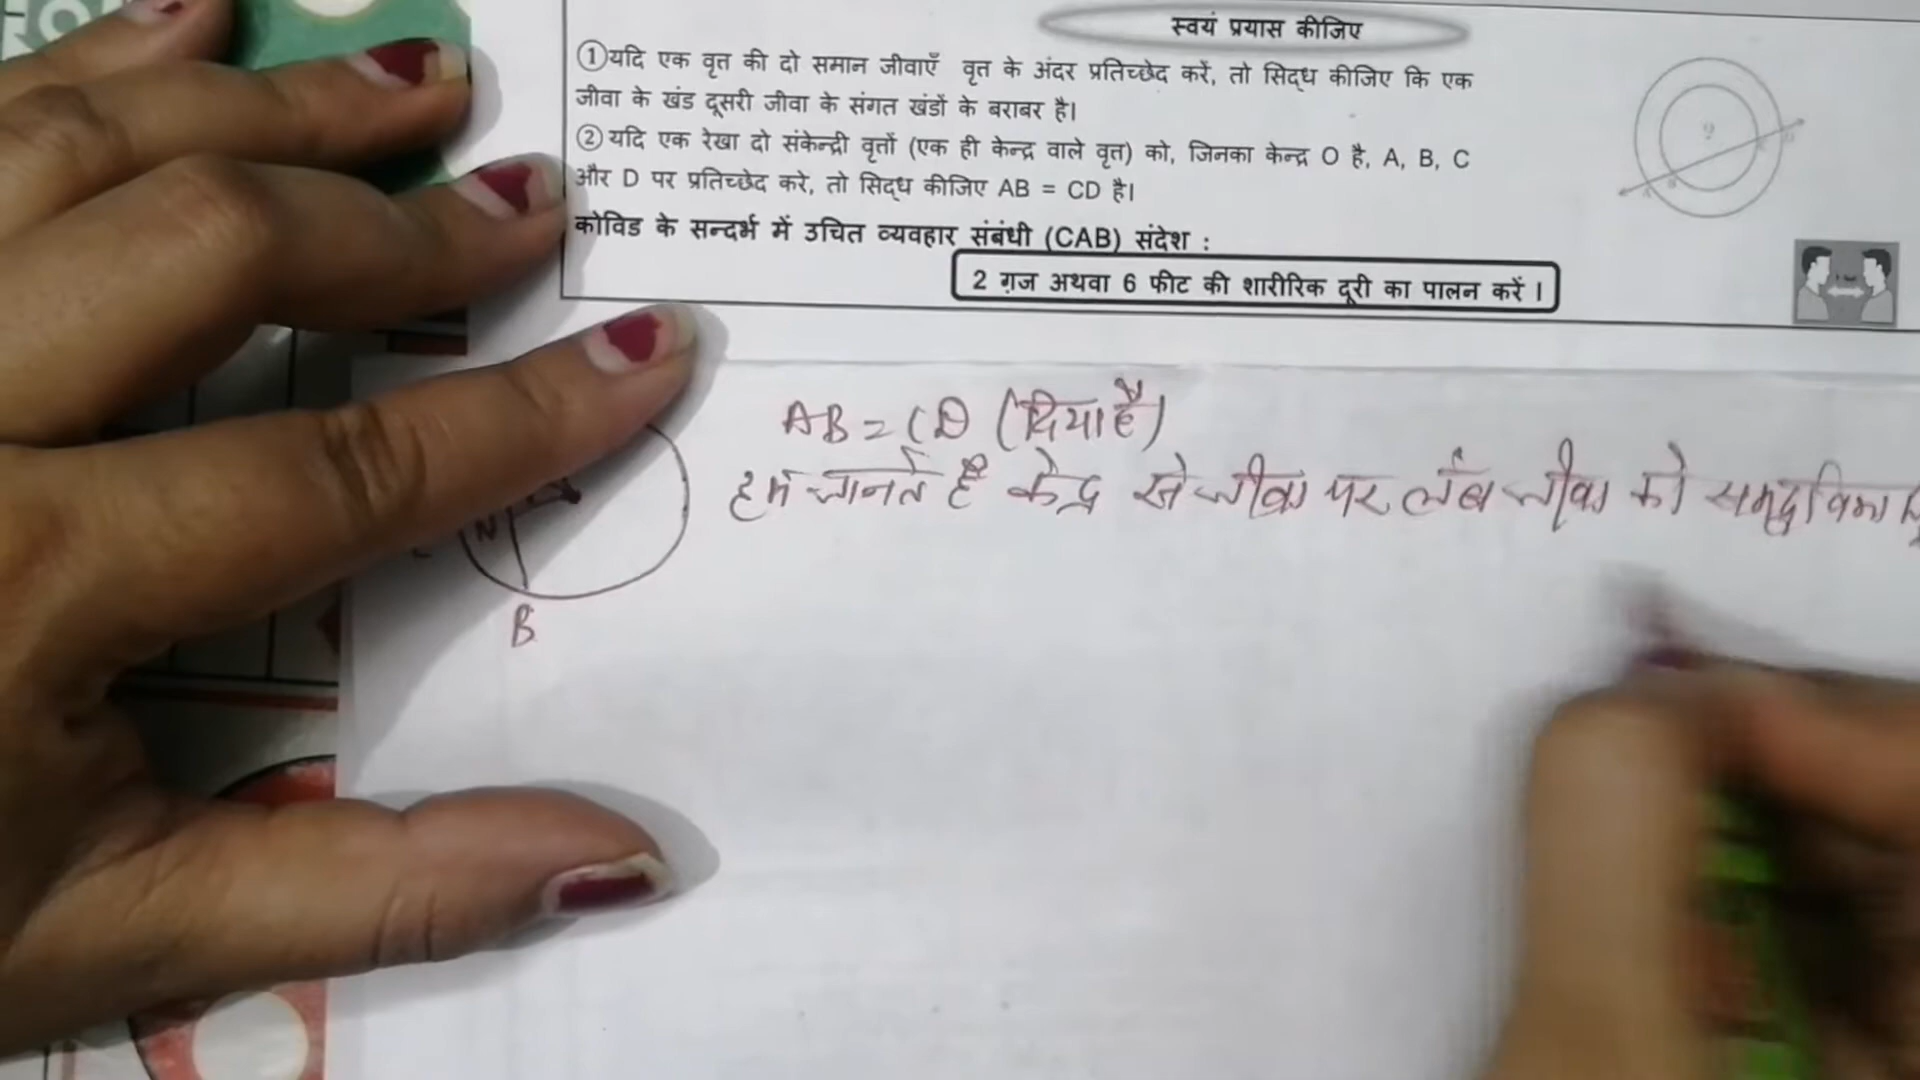 स्वयं प्रयास कीजिए
①यदि एक वृत्त की दो समान जीवाएँ वृत्त के अंदर प्रतिच्छेद करें, तो सिद्ध कीजिए कि एक
जीवा के खंड दूसरी जीवा के संगत खंडों के बराबर है।
②यदि एक रेखा दो संकेन्द्री वृत्तों (एक ही केन्द्र वाले वृत्त) को, जिनका केन्द्र O है, A, B, C
और D पर प्रतिच्छेद करे, तो सिद्ध कीजिए AB = CD है।
कोविड के सन्दर्भ में उचित व्यवहार संबंधी (CAB) संदेश :
2 ग़ज अथवा 6 फीट की शारीरिक दूरी का पालन करें ।
AB = CD (दिया है)
हम जानते है केंद्र से जीवा पर लंब जीवा को
N
B